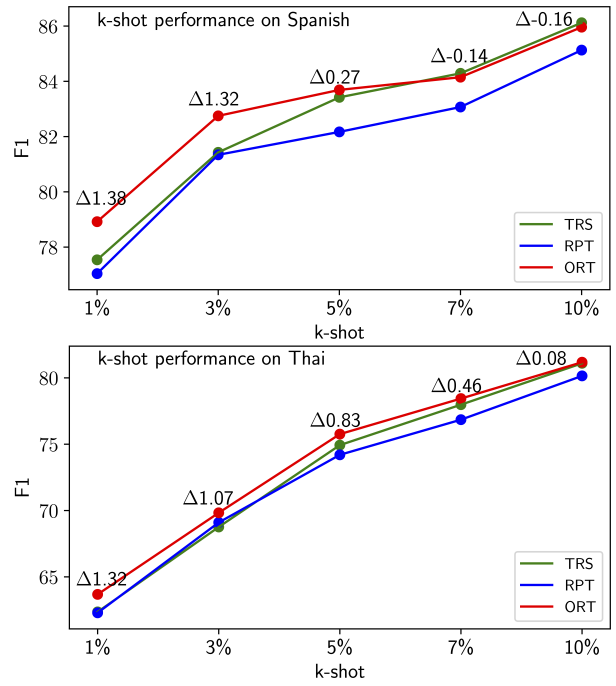 k-shot performance on Spanish
F1
86
84
82
80
78
Δ1.38
Δ1.32
Δ0.27
Δ-0.14
Δ-0.16
TRS
RPT
ORT
1% 3% 5% 7% 10%
k-shot
k-shot performance on Thai
F1
80
75
70
65
Δ1.32
Δ1.07
Δ0.83
Δ0.46
Δ0.08
TRS
RPT
ORT
1% 3% 5% 7% 10%
k-shot